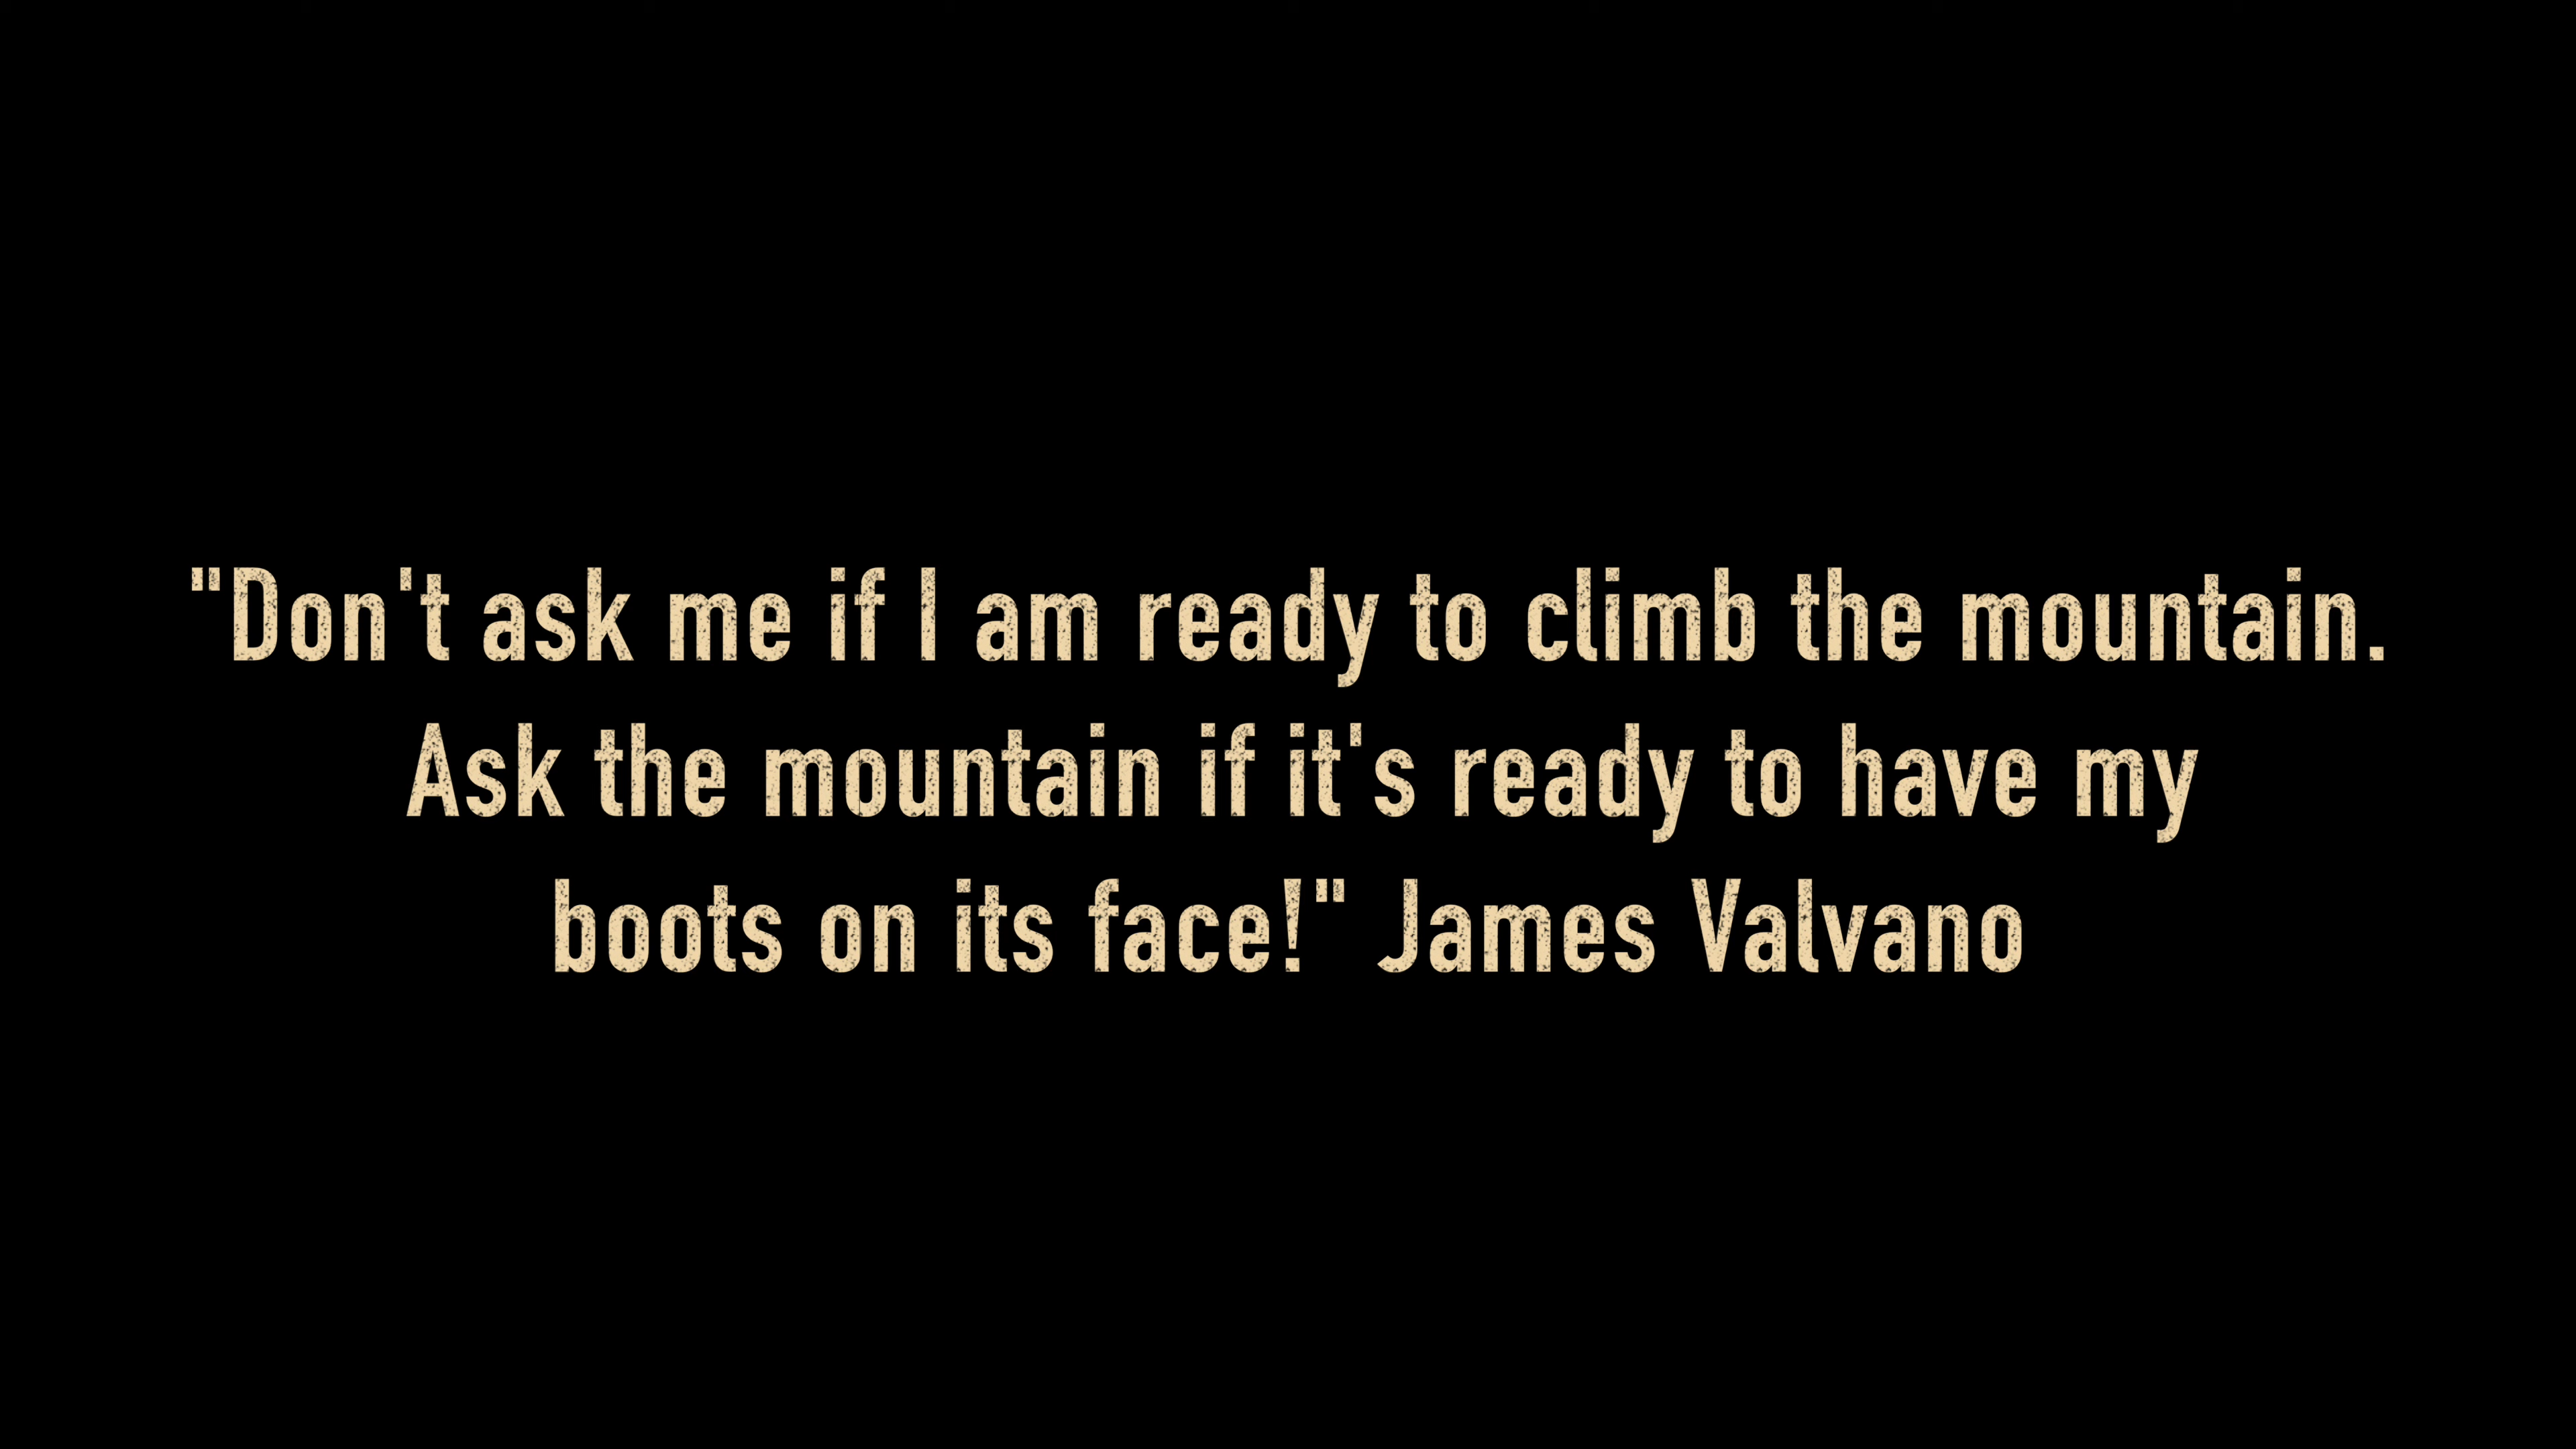 "Don't ask me if I am ready to climb the mountain.
Ask the mountain if it's ready to have my
boots on its face!" James Valvano